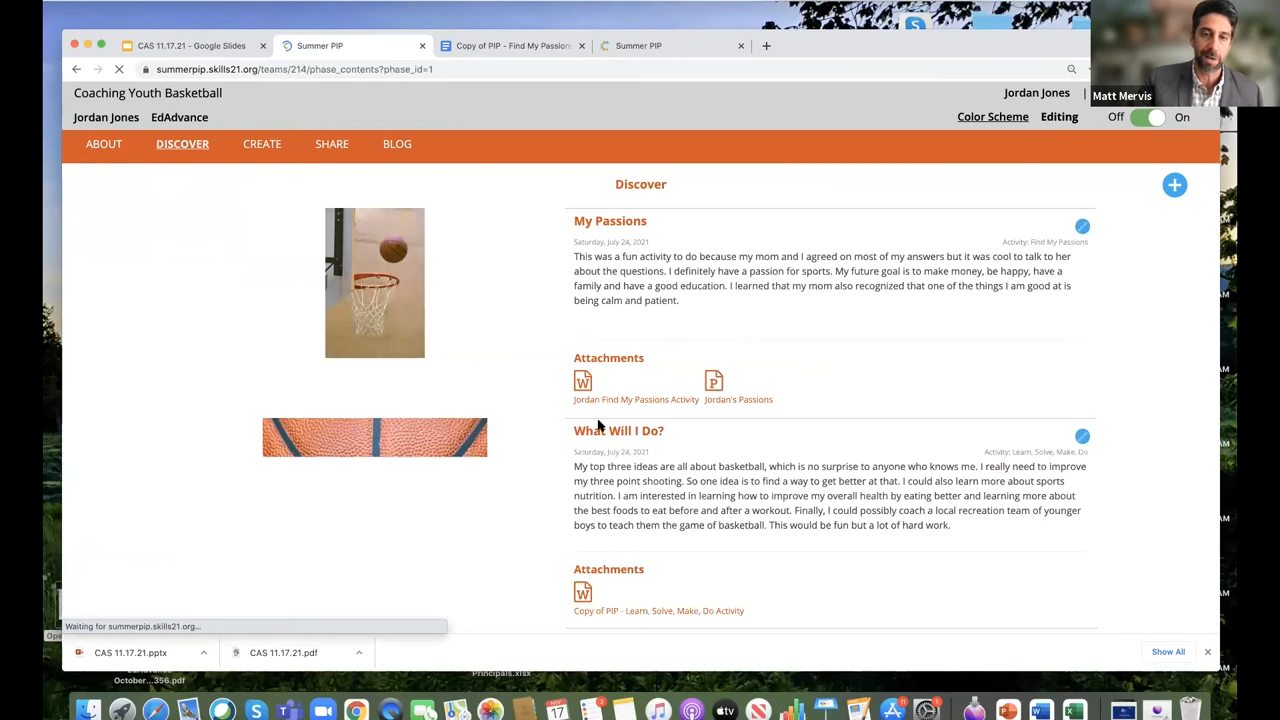 CAS 11.17.21 - Google Slides
Summer PIP
Copy of PIP - Find My Passion
Summer PIP
summerpip.skills21.org/teams/214/phase_contents?phase_id=1
Matt Mervis
Coaching Youth Basketball
Jordan Jones
Jordan Jones EdAdvance
Color Scheme Editing Off On
ABOUT DISCOVER CREATE SHARE BLOG
Discover
My Passions
Saturday, July 24, 2021 Activity: Find My Passions
This was a fun activity to do because my mom and I agreed on most of my answers but it was cool to talk to her
about the questions. I definitely have a passion for sports. My future goal is to make money, be happy, have a
family and have a good education. I learned that my mom also recognized that one of the things I am good at is
being calm and patient.
Attachments
Jordan Find My Passions Activity Jordan's Passions
What Will I Do?
Saturday, July 24, 2021 Activity: Learn, Solve, Make, Do
My top three ideas are all about basketball, which is no surprise to anyone who knows me. I really need to improve
my three point shooting. So one idea is to find a way to get better at that. I could also learn more about sports
nutrition. I am interested in learning how to improve my overall health by eating better and learning more about
the best foods to eat before and after a workout. Finally, I could possibly coach a local recreation team of younger
boys to teach them the game of basketball. This would be fun but a lot of hard work.
Attachments
Copy of PIP - Learn, Solve, Make, Do Activity
Waiting for summerpip.skills21.org...
CAS 11.17.21.pptx
CAS 11.17.21.pdf
Show All
October...356.pdf
Principals.xlsx
NOV
17